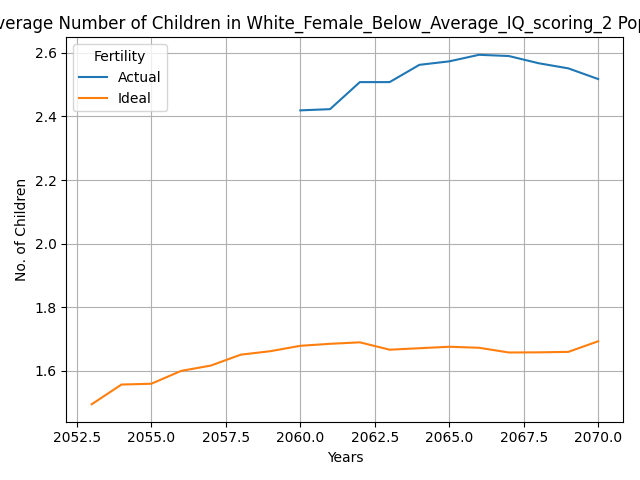 verage Number of Children in White_Female_Below_Average_IQ_scoring_2 Pop
Fertility
Actual
Ideal
No. of Children
2.6
2.4
2.2
2.0
1.8
1.6
2052.5 2055.0 2057.5 2060.0 2062.5 2065.0 2067.5 2070.0
Years